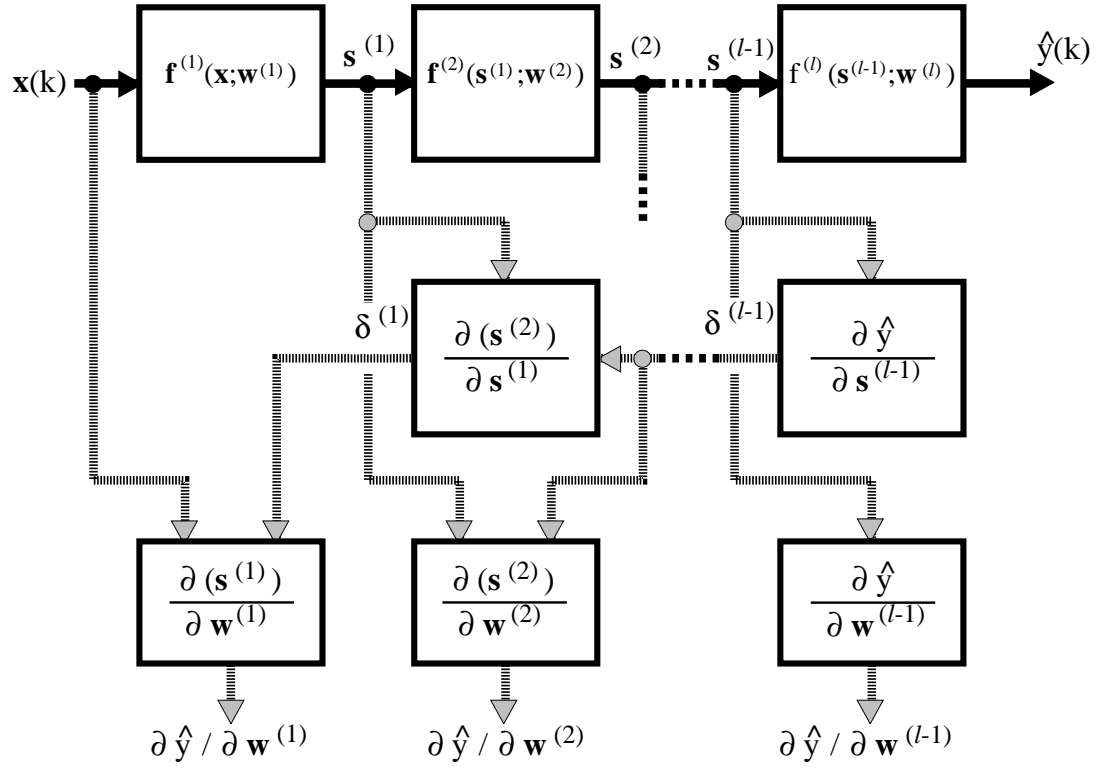 x(k)
f(1)(x;w(1))
s(1)
f(2)(s(1);w(2))
s(2)
s(l-1)
f(l)(s(l-1);w(l))
ŷ(k)
δ(1)
∂(s(2))
∂s(1)
δ(l-1)
∂ŷ
∂s(l-1)
∂(s(1))
∂w(1)
∂(s(2))
∂w(2)
∂ŷ
∂w(l-1)
∂ŷ / ∂w(1)
∂ŷ / ∂w(2)
∂ŷ / ∂w(l-1)